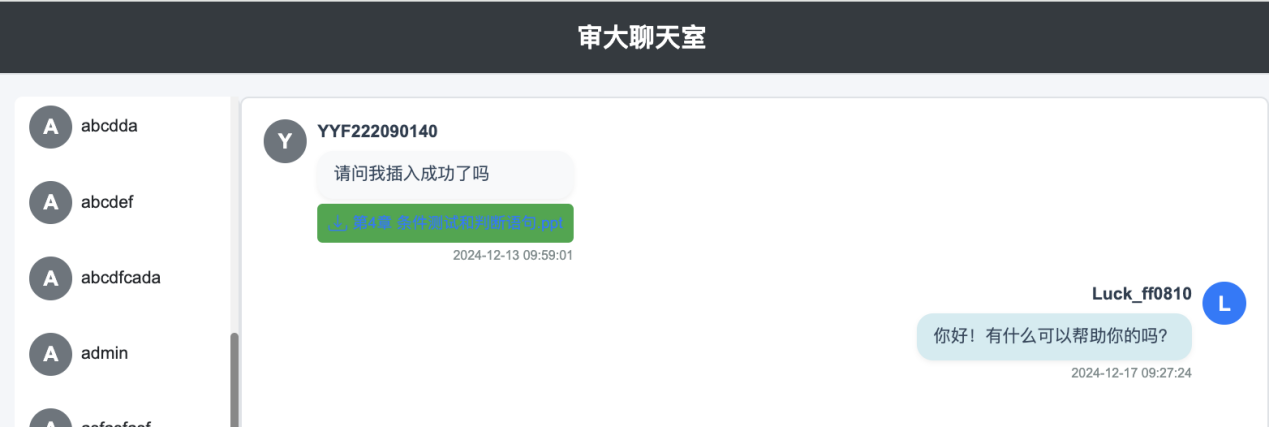 审大聊天室
A abcdda
A abcdef
A abcdfcada
A admin
Y YYF222090140
请问我插入成功了吗
第4章 条件测试和判断语句.ppt
2024-12-13 09:59:01
Luck_ff0810 L
你好！有什么可以帮助你的吗?
2024-12-17 09:27:24